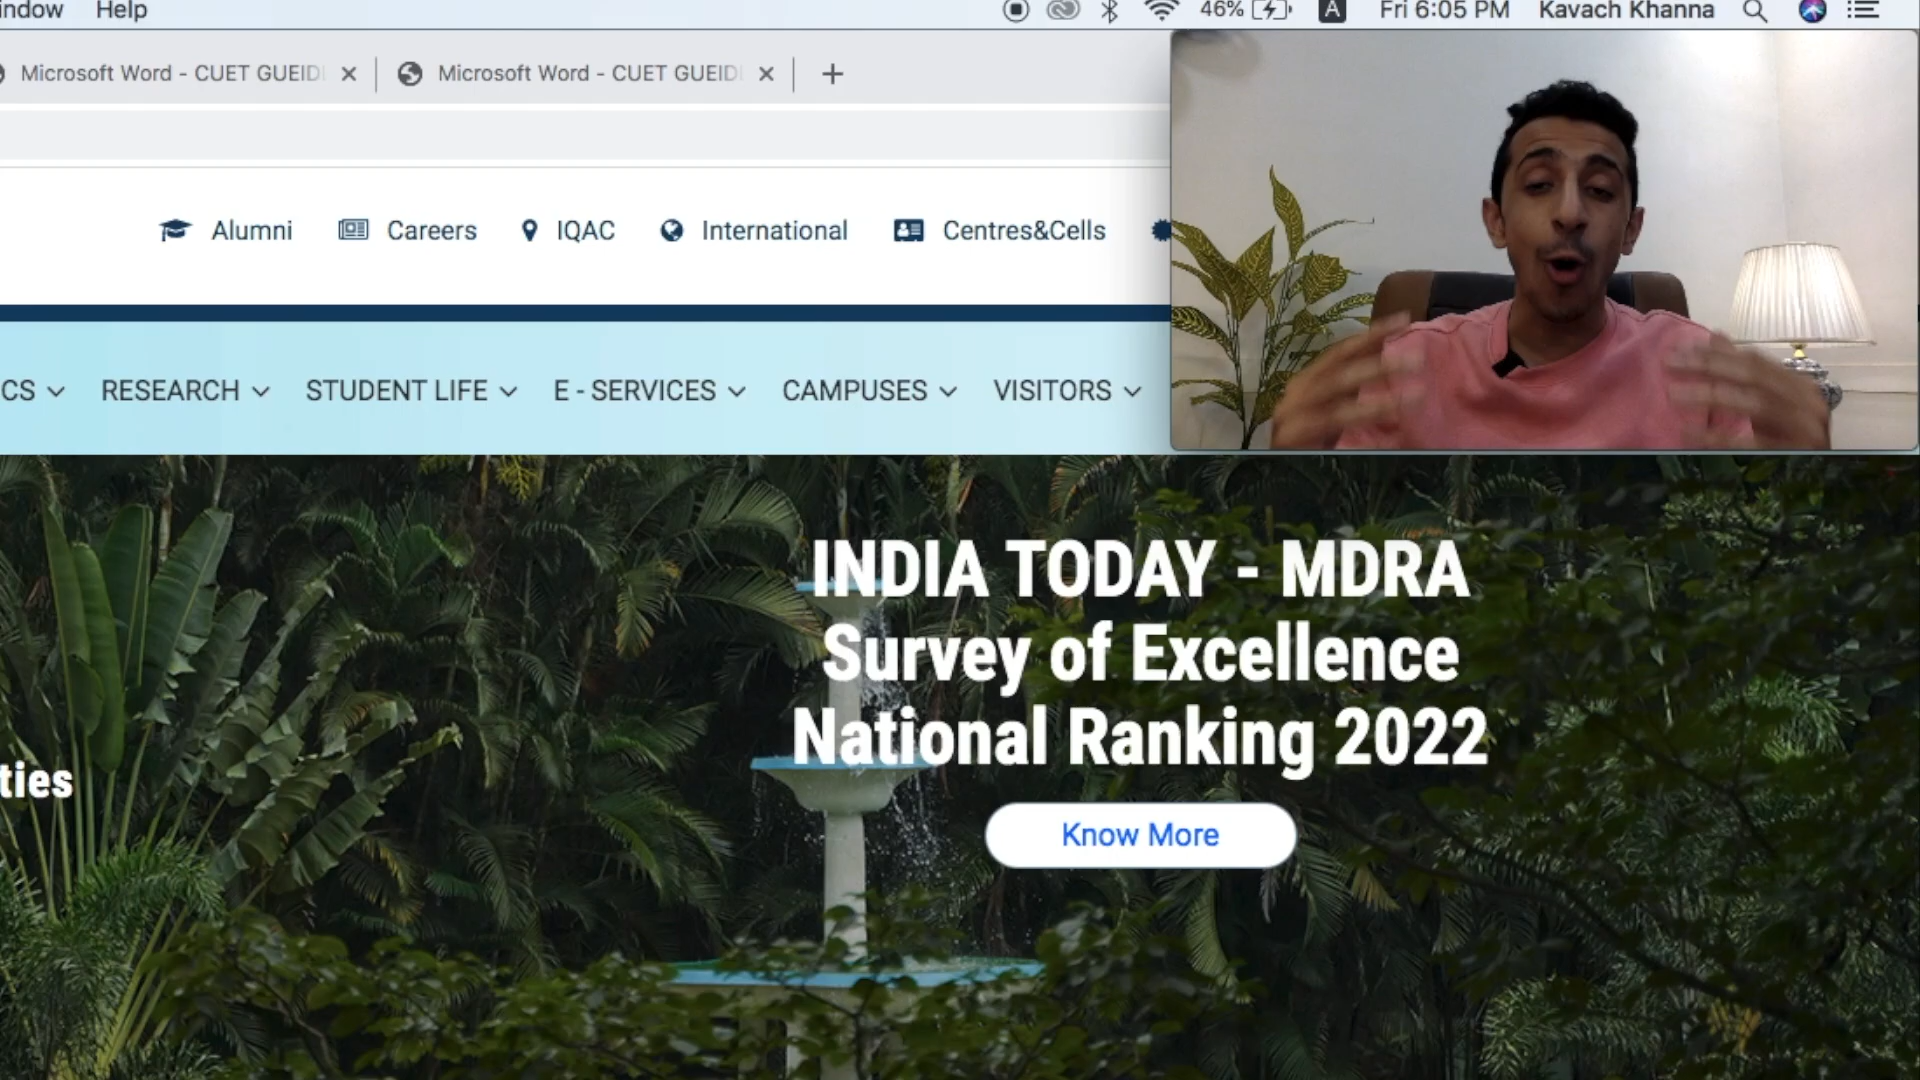 indow Help 46% A Fri 6:05 PM Kavach Khanna
Microsoft Word - CUET GUEID Microsoft Word - CUET GUEID
Alumni Careers IQAC International Centres&Cells
CS RESEARCH STUDENT LIFE E - SERVICES CAMPUSES VISITORS
INDIA TODAY - MDRA
Survey of Excellence
National Ranking 2022
ties
Know More